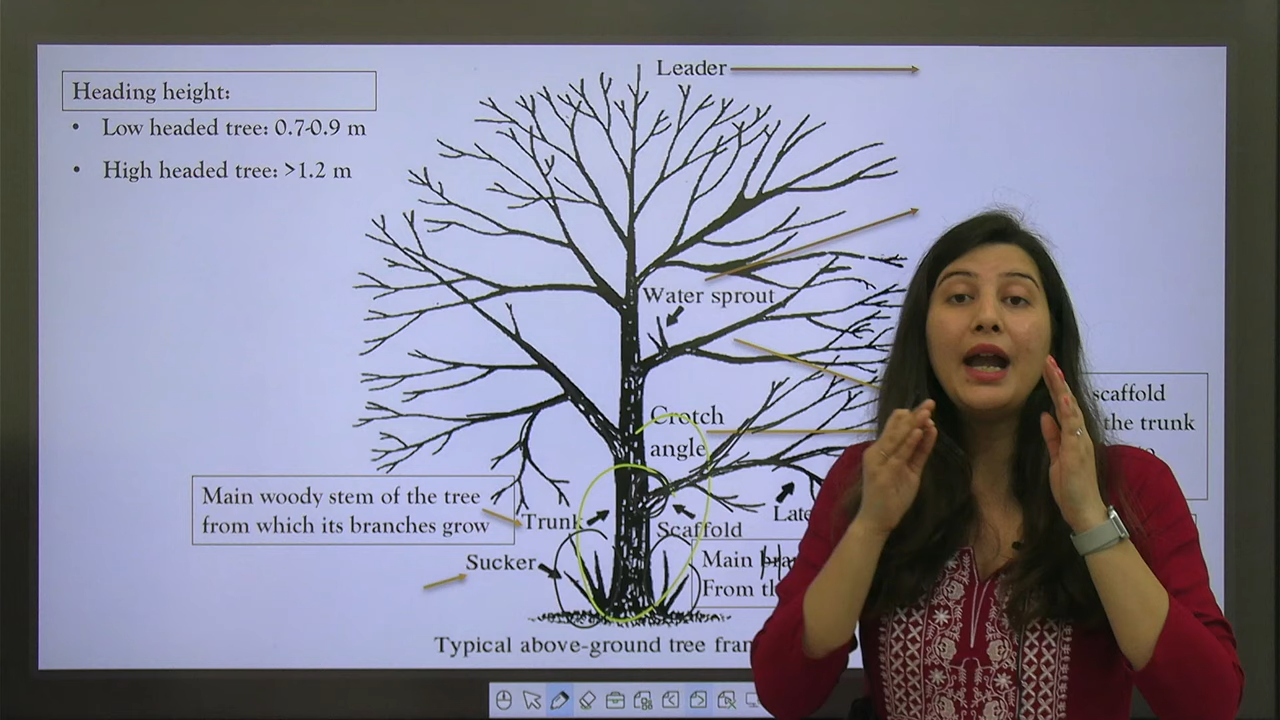 Heading height:
• Low headed tree: 0.7-0.9 m
• High headed tree: >1.2 m
Leader
Water sprout
Crotch
angle
scaffold
the trunk
Main woody stem of the tree
from which its branches grow
Trunk
Scaffold
Sucker
Main
From
Typical above-ground tree